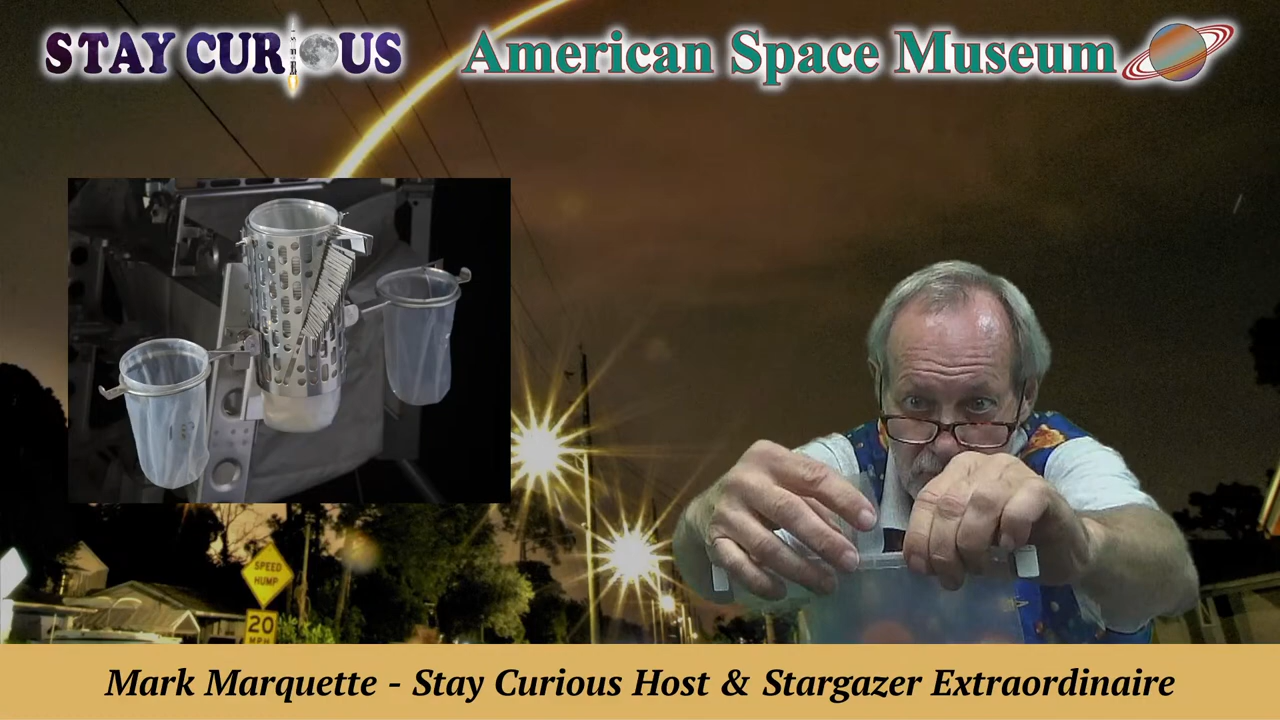 STAY CURIOUS
American Space Museum
SPEED
HUMP
20
MPH
Mark Marquette - Stay Curious Host & Stargazer Extraordinaire